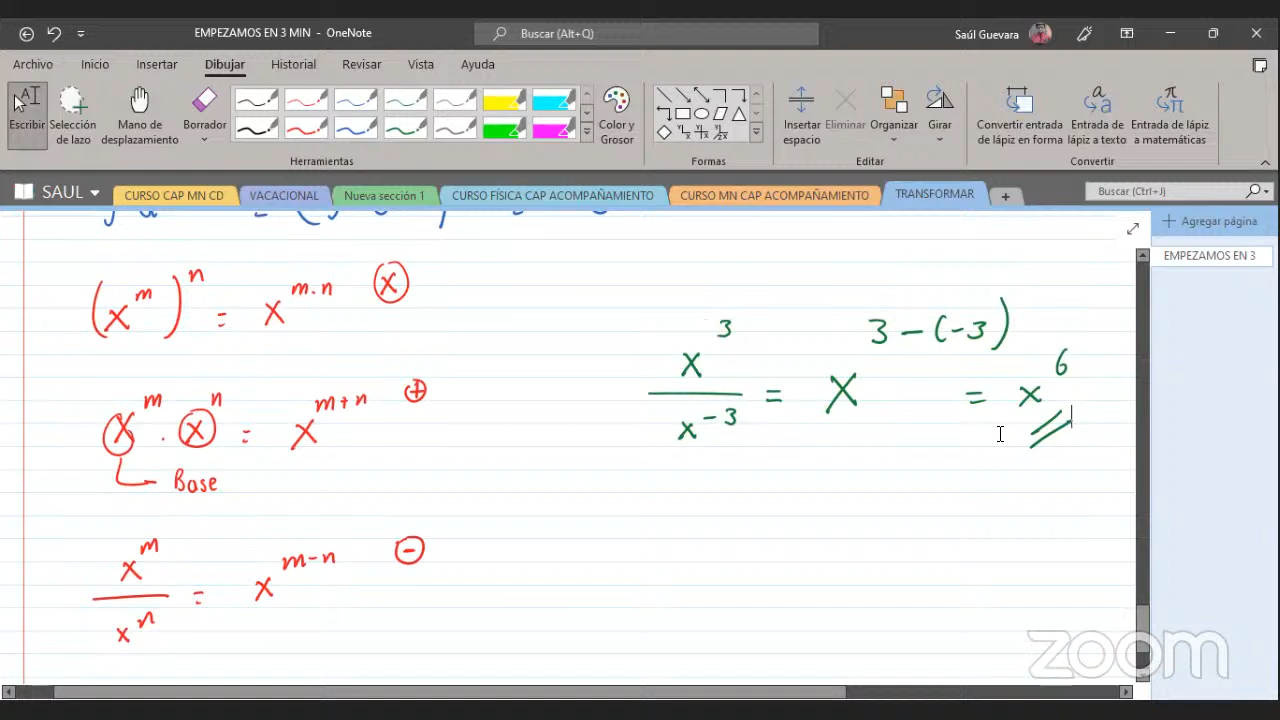 EMPEZAMOS EN 3 MIN - OneNote
Buscar (Alt+Q)
Saúl Guevara
Archivo Inicio Insertar Dibujar Historial Revisar Vista Ayuda
Escribir
Selección de lazo
Mano de desplazamiento
Borrador
Color y Grosor
Insertar espacio
Eliminar
Organizar
Girar
Convertir entrada de lápiz en forma
Entrada de lápiz a texto
Entrada de lápiz a matemáticas
Herramientas Formas Editar Convertir
SAUL
CURSO CAP MN CD VACACIONAL Nueva sección 1 CURSO FÍSICA CAP ACOMPAÑAMIENTO CURSO MN CAP ACOMPAÑAMIENTO TRANSFORMAR
Buscar (Ctrl+J)
Agregar página
EMPEZAMOS EN 3
(x^m)^n = x^{m.n} ⓧ
x^m . x^n = x^{m+n} ⊕
Base
x^m / x^n = x^{m-n} ⊖
x^3 / x^{-3} = x^{3-(-3)} = x^6
zoom